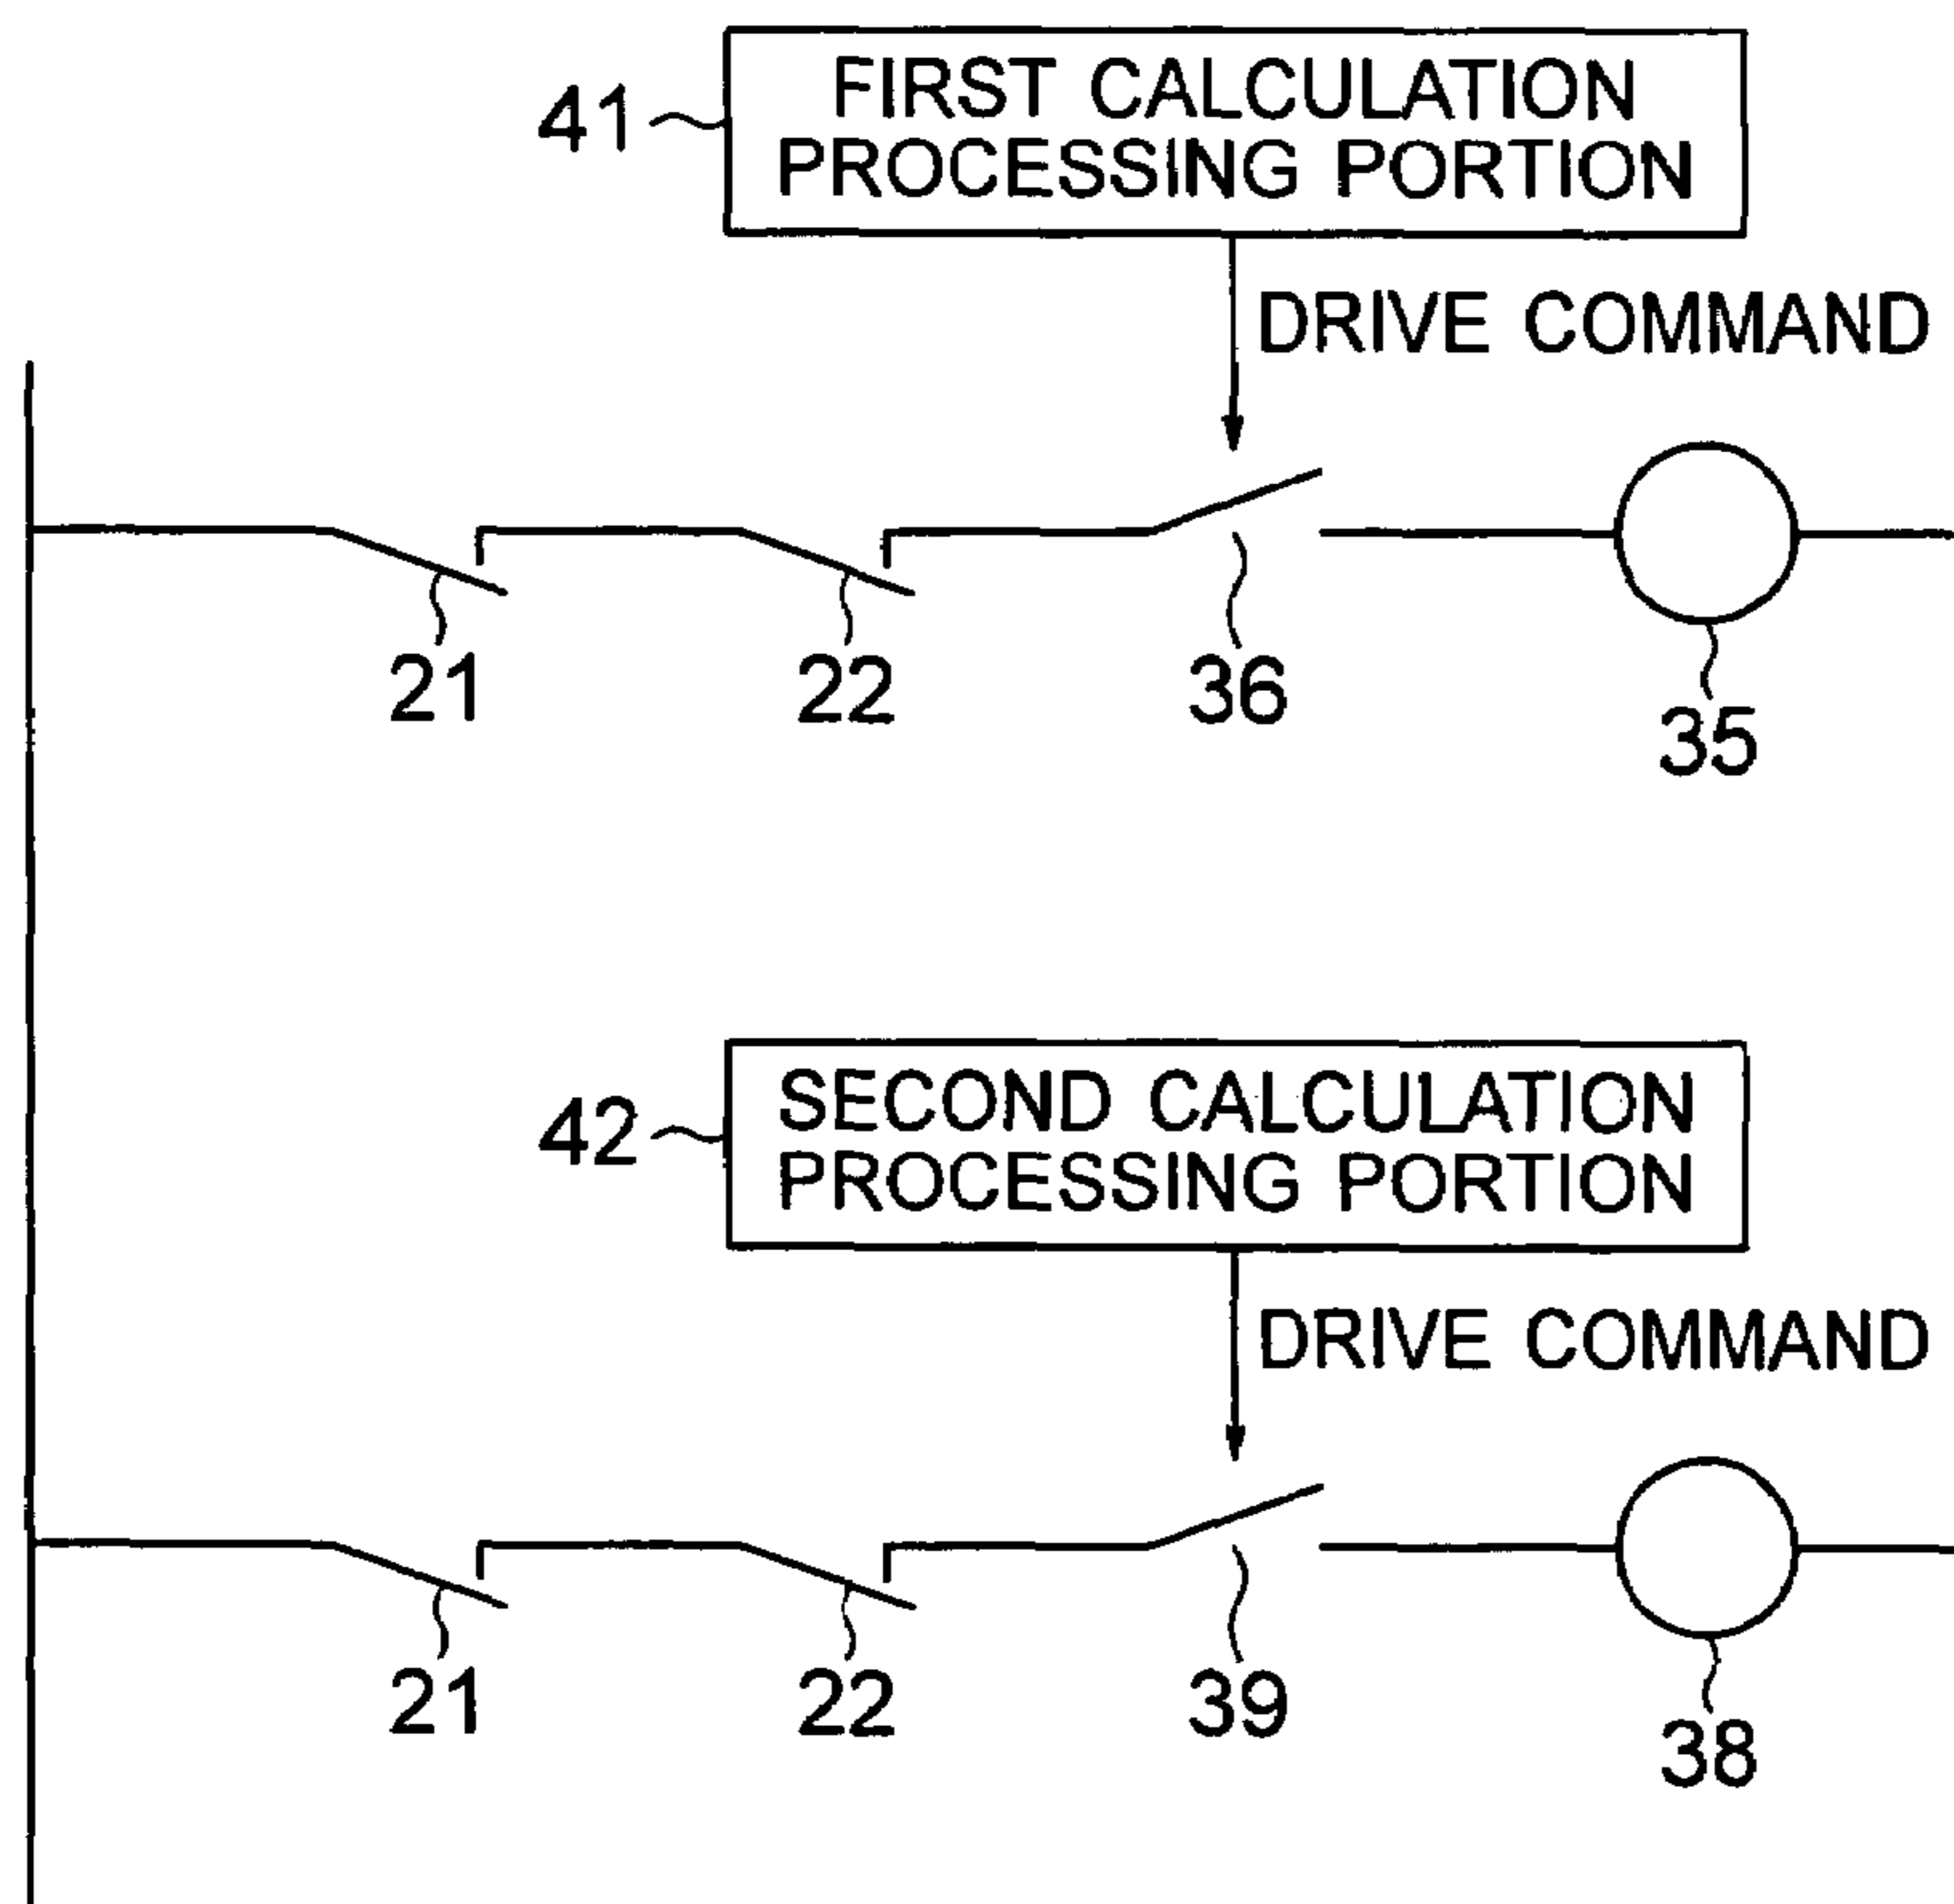 FIRST CALCULATION
PROCESSING PORTION
41
DRIVE COMMAND
21
22
36
35
SECOND CALCULATION
PROCESSING PORTION
42
DRIVE COMMAND
21
22
39
38